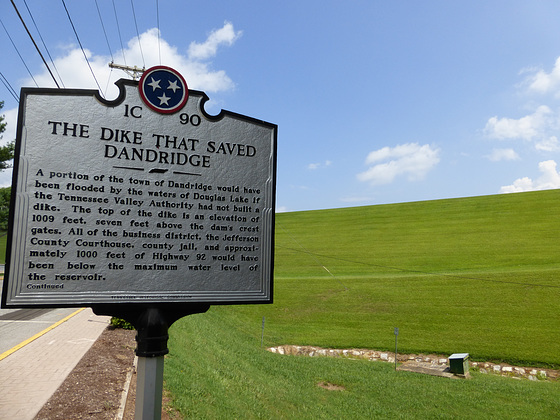 1C 90
THE DIKE THAT SAVED
DANDRIDGE
A portion of the town of Dandridge would have
been flooded by the waters of Douglas Lake if
the Tennessee Valley Authority had not built a
dike. The top of the dike is an elevation of
1009 feet, seven feet above the dam's crest
gates. All of the business district, the Jefferson
County Courthouse, county jail, and approxi-
mately 1000 feet of Highway 92 would have
been below the maximum water level of
the reservoir.
Continued